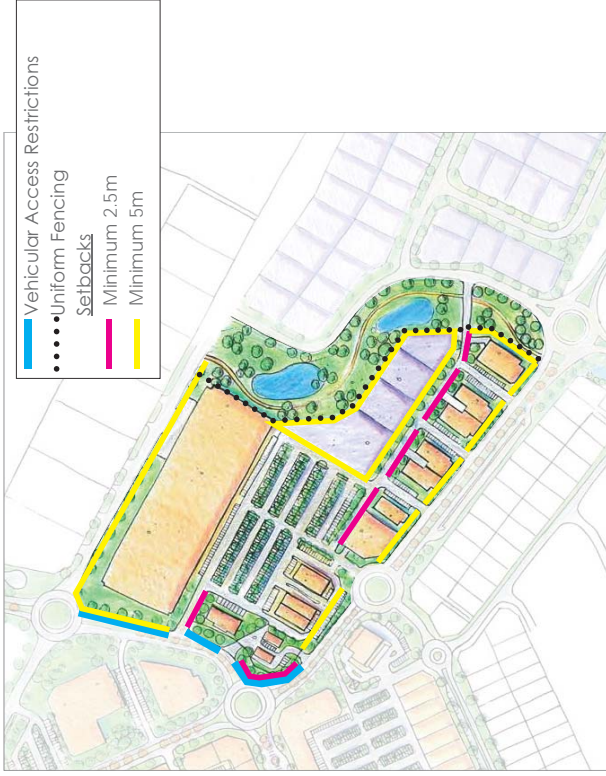 Vehicular Access Restrictions
Uniform Fencing
Setbacks
Minimum 2.5m
Minimum 5m